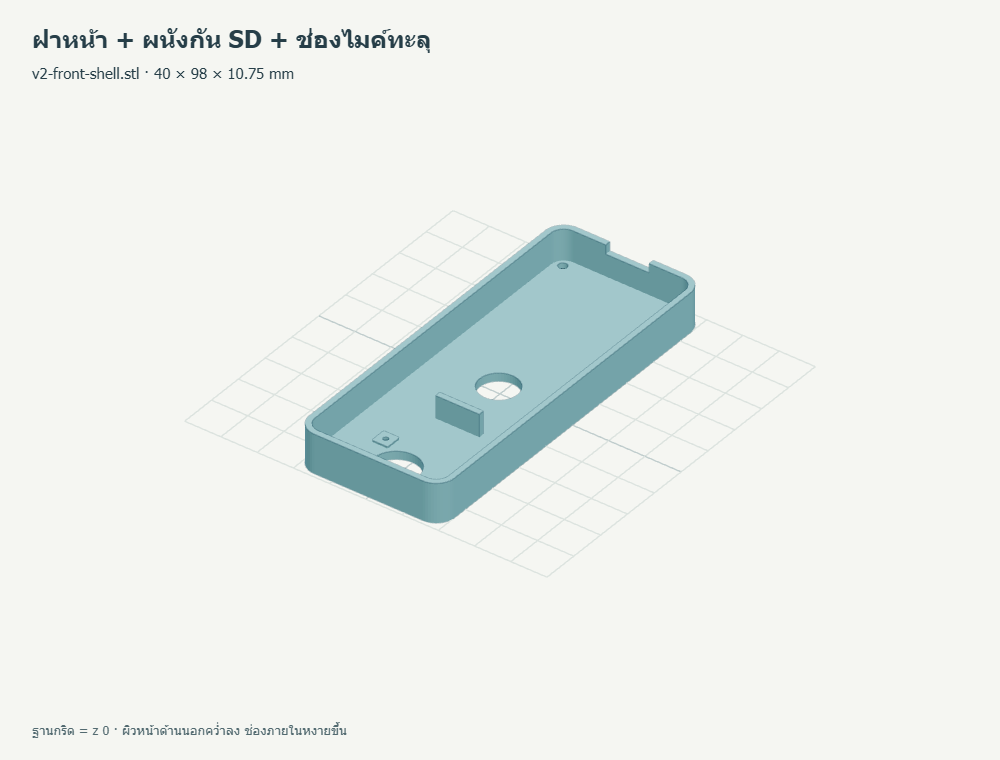 ฝาหน้า + ผนังกัน SD + ช่องไมค์ทะลุ
v2-front-shell.stl · 40 × 98 × 10.75 mm
ฐานกริด = z 0 · ผิวหน้าด้านนอกคว่ำลง ช่องภายในหงายขึ้น